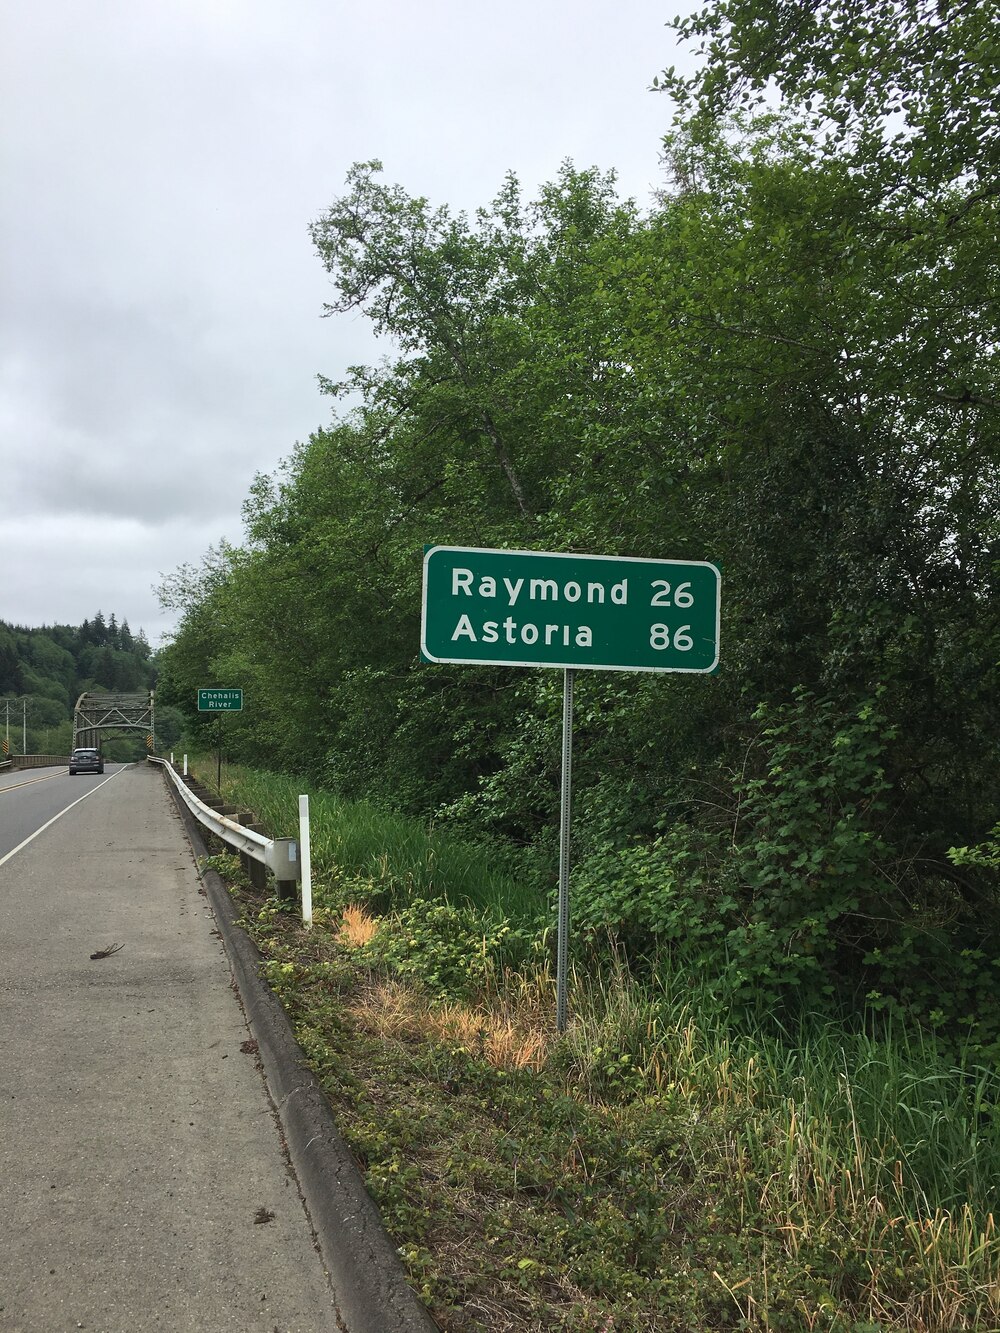 Raymond 26
Astoria 86
Chehalis
River